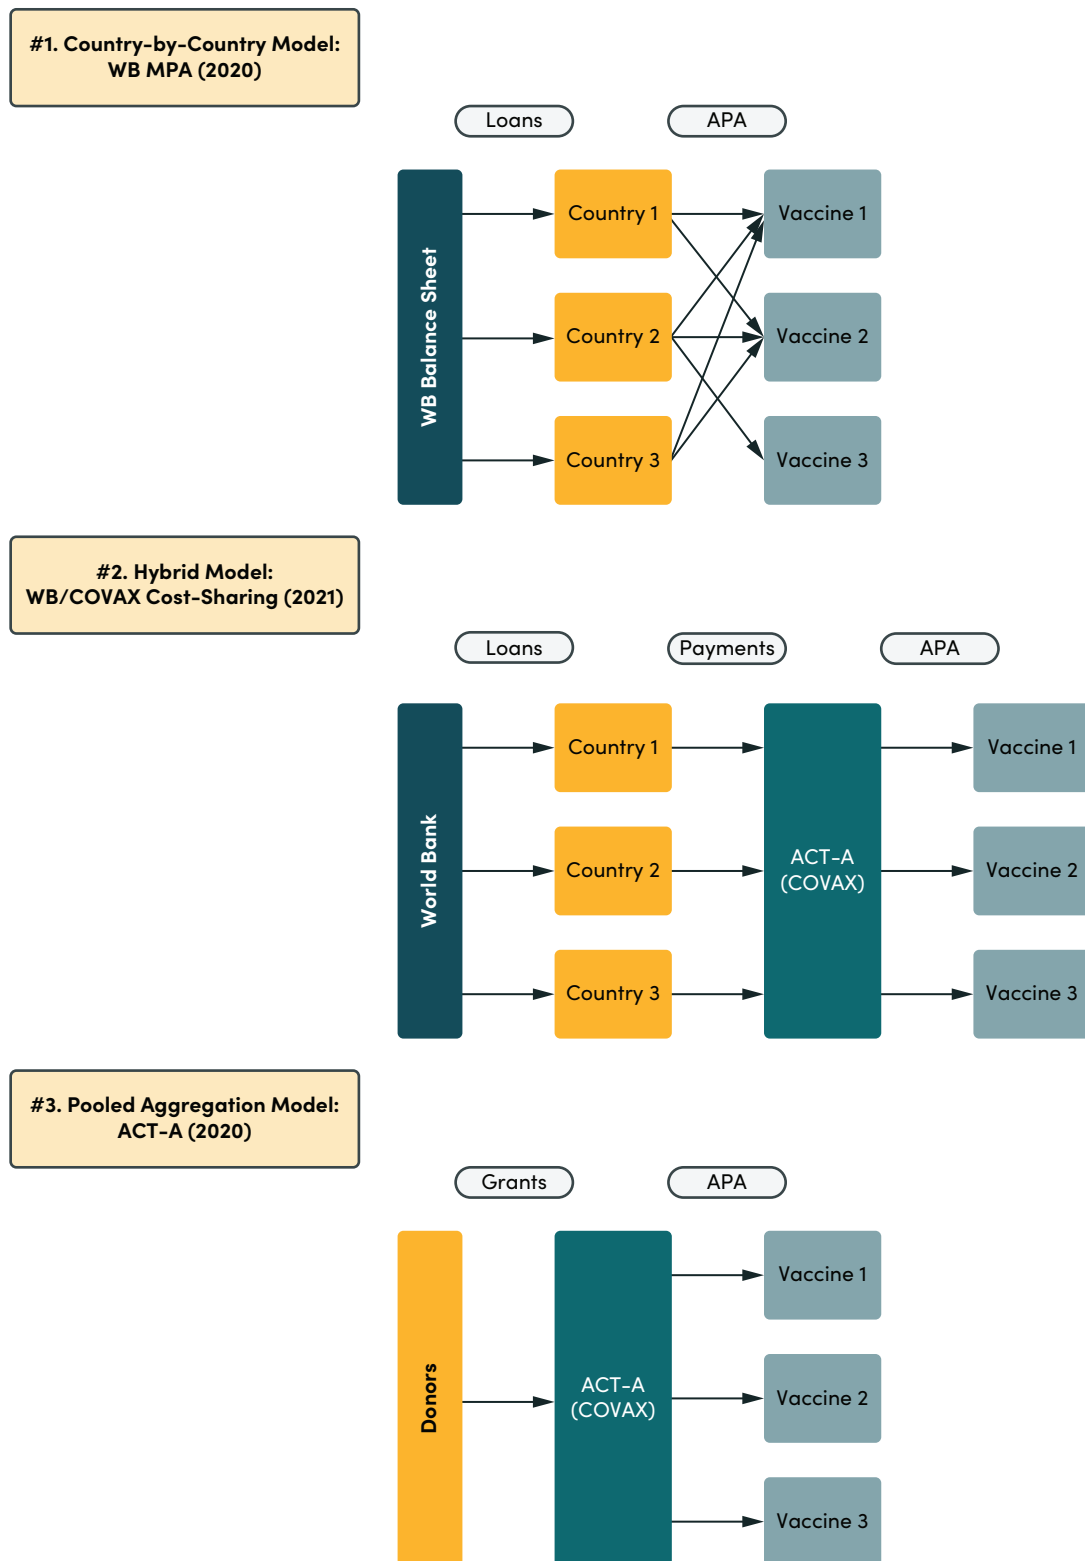 #1. Country-by-Country Model:
WB MPA (2020)
Loans
APA
WB Balance Sheet
Country 1
Vaccine 1
Country 2
Vaccine 2
Country 3
Vaccine 3
#2. Hybrid Model:
WB/COVAX Cost-Sharing (2021)
Loans
Payments
APA
World Bank
Country 1
Vaccine 1
Country 2
ACT-A
(COVAX)
Vaccine 2
Country 3
Vaccine 3
#3. Pooled Aggregation Model:
ACT-A (2020)
Grants
APA
Donors
ACT-A
(COVAX)
Vaccine 1
Vaccine 2
Vaccine 3